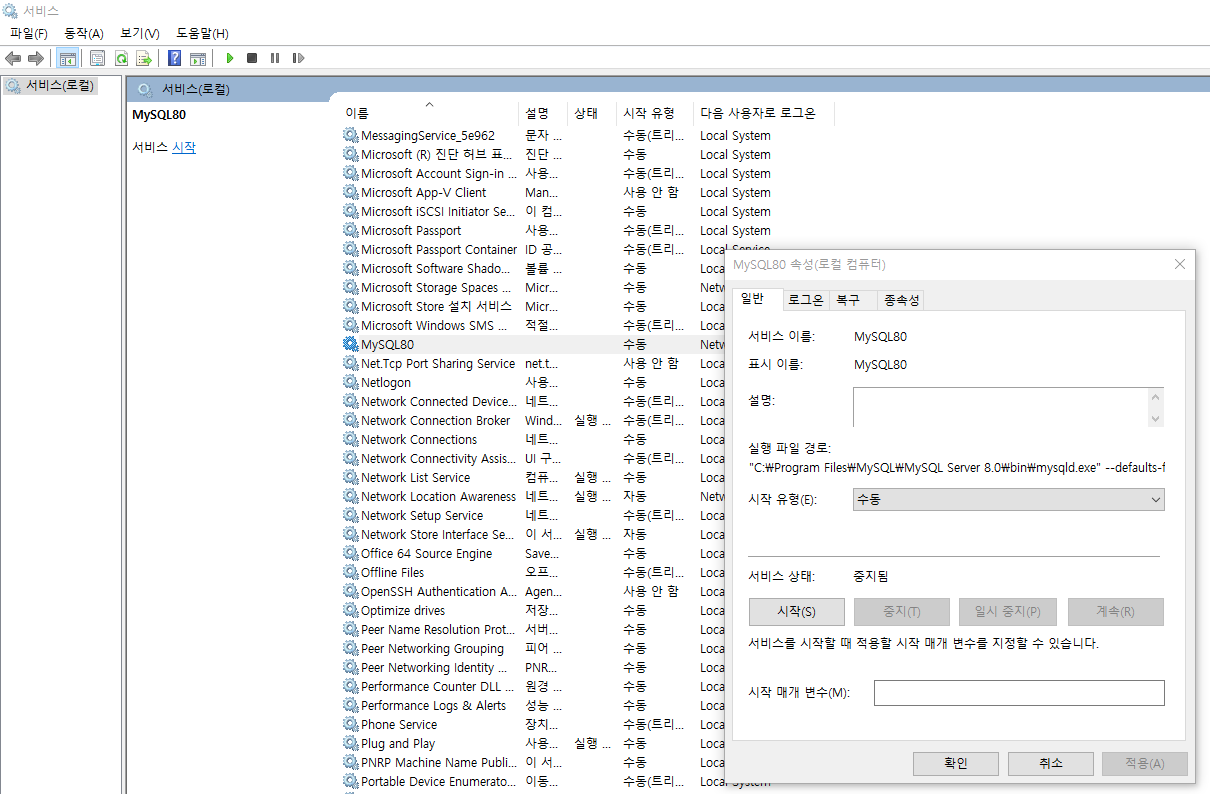 서비스
파일(F) 동작(A) 보기(V) 도움말(H)
서비스(로컬)
서비스(로컬)
MySQL80
서비스 시작
이름 설명 상태 시작 유형 다음 사용자로 로그온
MessagingService_5e962 문자 ... 수동(트리... Local System
Microsoft (R) 진단 허브 표... 진단 ... 수동 Local System
Microsoft Account Sign-in ... 사용... 수동(트리... Local System
Microsoft App-V Client Man... 사용 안 함 Local System
Microsoft iSCSI Initiator Se... 이 컴... 수동 Local System
Microsoft Passport 사용... 수동(트리... Local System
Microsoft Passport Container ID 공... 수동(트리... Local Service
Microsoft Software Shado... 볼륨 ... 수동 Loca
Microsoft Storage Spaces ... Micr... 수동 Netw
Microsoft Store 설치 서비스 Micr... 수동 Loca
Microsoft Windows SMS ... 적절... 수동(트리... Loca
MySQL80 수동 Netw
Net.Tcp Port Sharing Service net.t... 사용 안 함 Loca
Netlogon 사용... 수동 Loca
Network Connected Device... 네트... 수동(트리... Loca
Network Connection Broker Wind... 실행 ... 수동(트리... Loca
Network Connections 네트... 수동 Loca
Network Connectivity Assis... UI 구... 수동(트리... Loca
Network List Service 컴퓨... 실행 ... 수동 Loca
Network Location Awareness 네트... 실행 ... 자동 Netw
Network Setup Service 네트... 수동(트리... Loca
Network Store Interface Se... 이 서... 실행 ... 자동 Loca
Office 64 Source Engine Save... 수동 Loca
Offline Files 오프... 수동(트리... Loca
OpenSSH Authentication A... Agen... 사용 안 함 Loca
Optimize drives 저장... 수동 Loca
Peer Name Resolution Prot... 서버... 수동 Loca
Peer Networking Grouping 피어 ... 수동 Loca
Peer Networking Identity ... PNR... 수동 Loca
Performance Counter DLL ... 원경 ... 수동 Loca
Performance Logs & Alerts 성능 ... 수동 Loca
Phone Service 장치... 수동(트리... Loca
Plug and Play 사용... 실행 ... 수동 Loca
PNRP Machine Name Publi... 이 서... 수동 Loca
Portable Device Enumerato... 이동... 수동(트리... Local System
MySQL80 속성(로컬 컴퓨터)
일반 로그온 복구 종속성
서비스 이름: MySQL80
표시 이름: MySQL80
설명:
실행 파일 경로:
"C:₩Program Files₩MySQL₩MySQL Server 8.0₩bin₩mysqld.exe" --defaults-f
시작 유형(E): 수동
서비스 상태: 중지됨
시작(S) 중지(T) 일시 중지(P) 계속(R)
서비스를 시작할 때 적용할 시작 매개 변수를 지정할 수 있습니다.
시작 매개 변수(M):
확인 취소 적용(A)